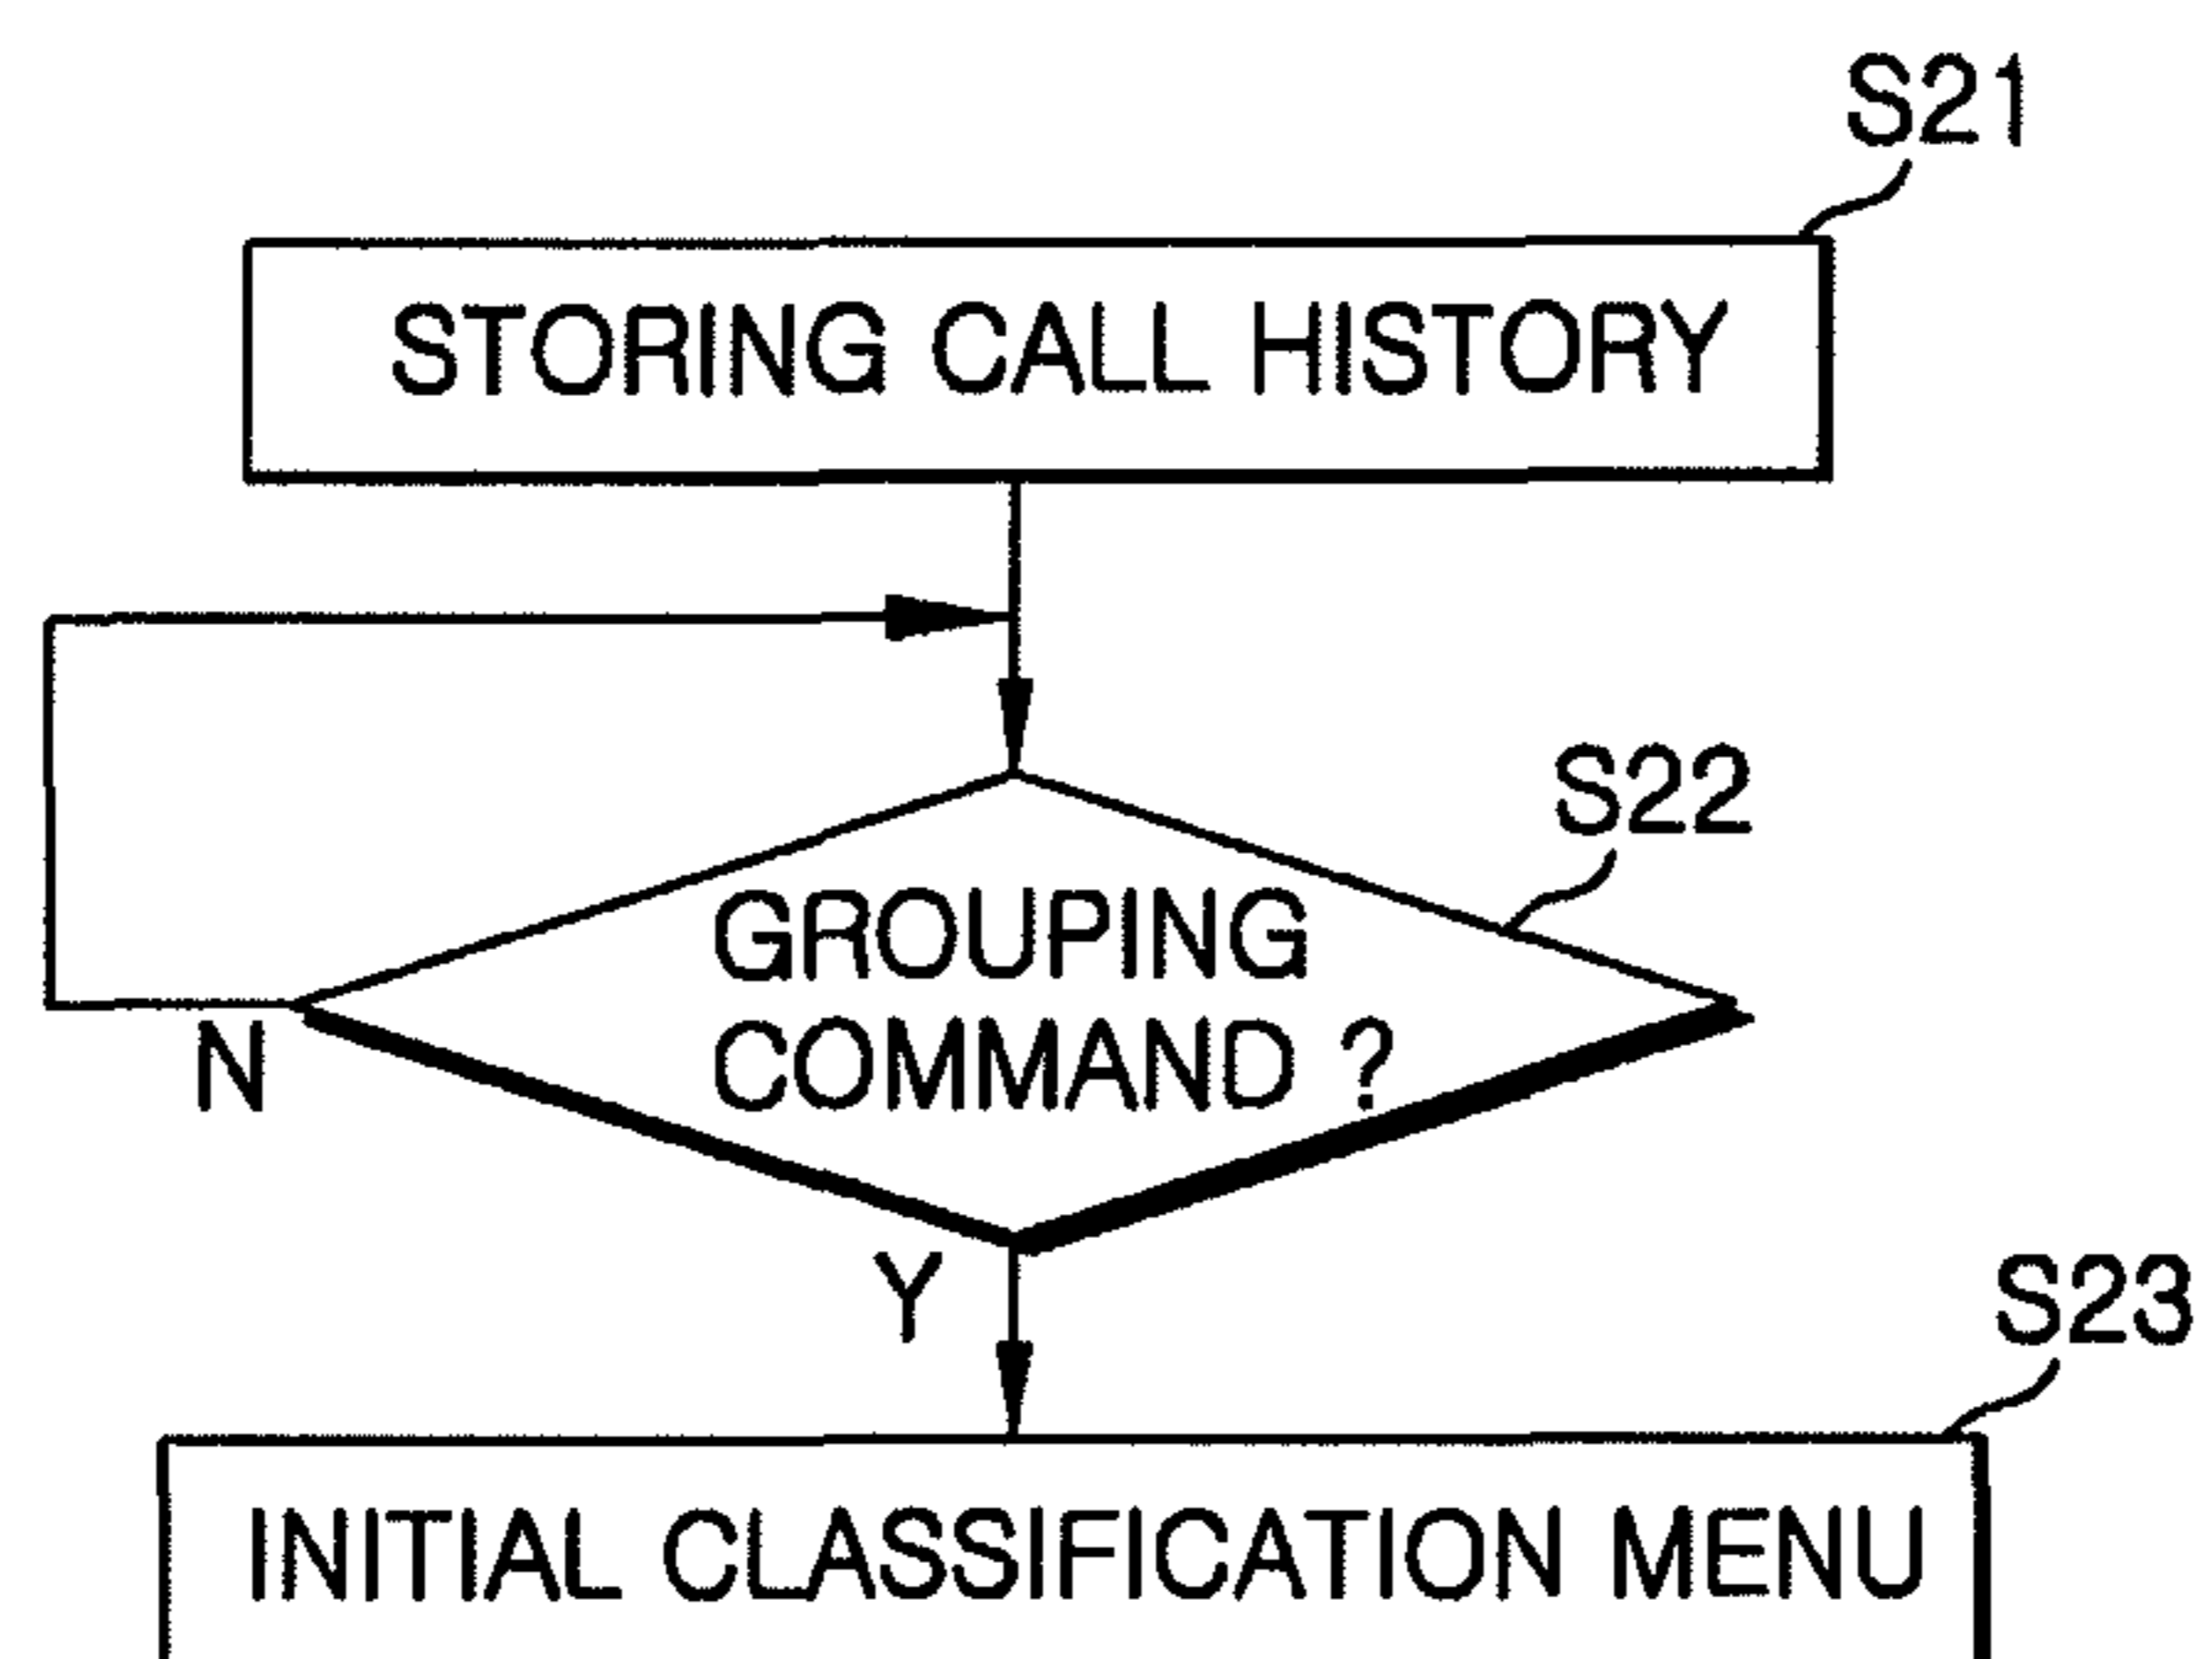 S21
STORING CALL HISTORY
S22
GROUPING
COMMAND ?
N
Y
S23
INITIAL CLASSIFICATION MENU